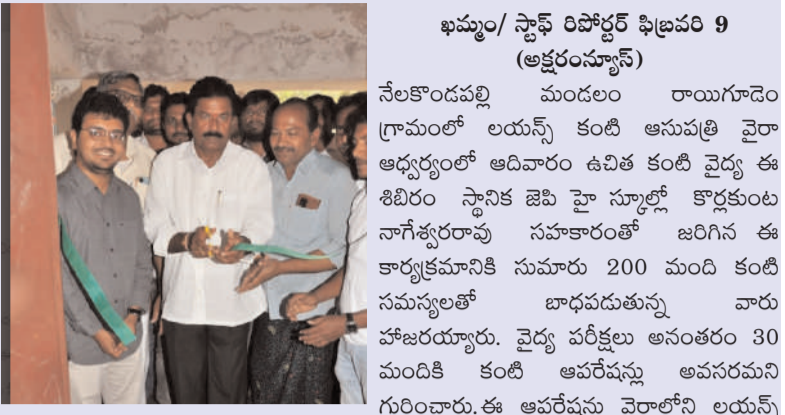 ఖమ్మం/ స్టాఫ్ రిపోర్టర్ ఫిబ్రవరి 9
(అక్షరంన్యూస్)
నేలకొండపల్లి మండలం రాయిగూడెం
గ్రామంలో లయన్స్ కంటి ఆసుపత్రి వైరా
ఆధ్వర్యంలో ఆదివారం ఉచిత కంటి వైద్య ఈ
శిబిరం స్థానిక జెపి హై స్కూల్లో కొర్లకుంట
నాగేశ్వరరావు సహకారంతో జరిగిన ఈ
కార్యక్రమానికి సుమారు 200 మంది కంటి
సమస్యలతో బాధపడుతున్న వారు
హాజరయ్యారు. వైద్య పరీక్షలు అనంతరం 30
మందికి కంటి ఆపరేషన్లు అవసరమని
గుర్తించారు.ఈ ఆపరేషన్లు వైరాలోని లయన్స్